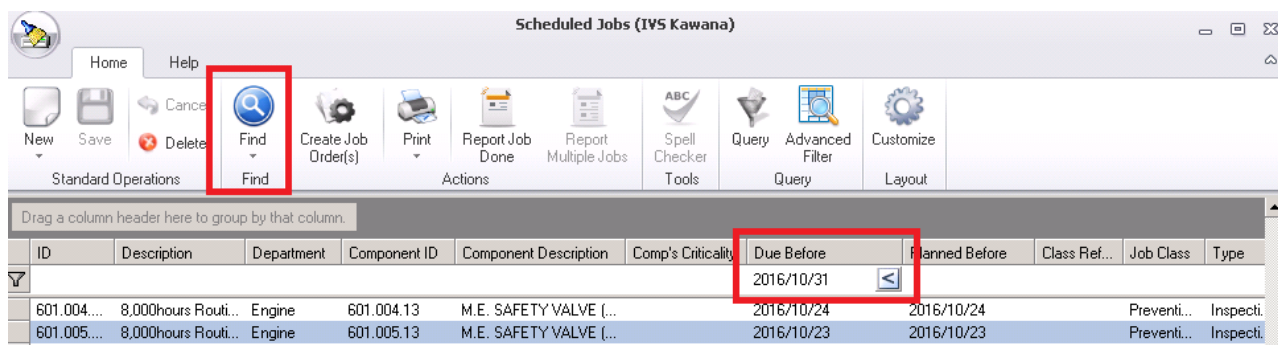 Scheduled Jobs (IVS Kawana)
Home Help
New Save Cancel Delete Find Create Job Order(s) Print Report Job Done Report Multiple Jobs Spell Checker Query Advanced Filter Customize
ABC
Standard Operations Find Actions Tools Query Layout
Drag a column header here to group by that column.
ID Description Department Component ID Component Description Comp's Criticality Due Before Planned Before Class Ref... Job Class Type
2016/10/31 <
601.004.... 8,000hours Routi... Engine 601.004.13 M.E. SAFETY VALVE (... 2016/10/24 2016/10/24 Preventi... Inspecti.
601.005.... 8,000hours Routi... Engine 601.005.13 M.E. SAFETY VALVE (... 2016/10/23 2016/10/23 Preventi... Inspecti.